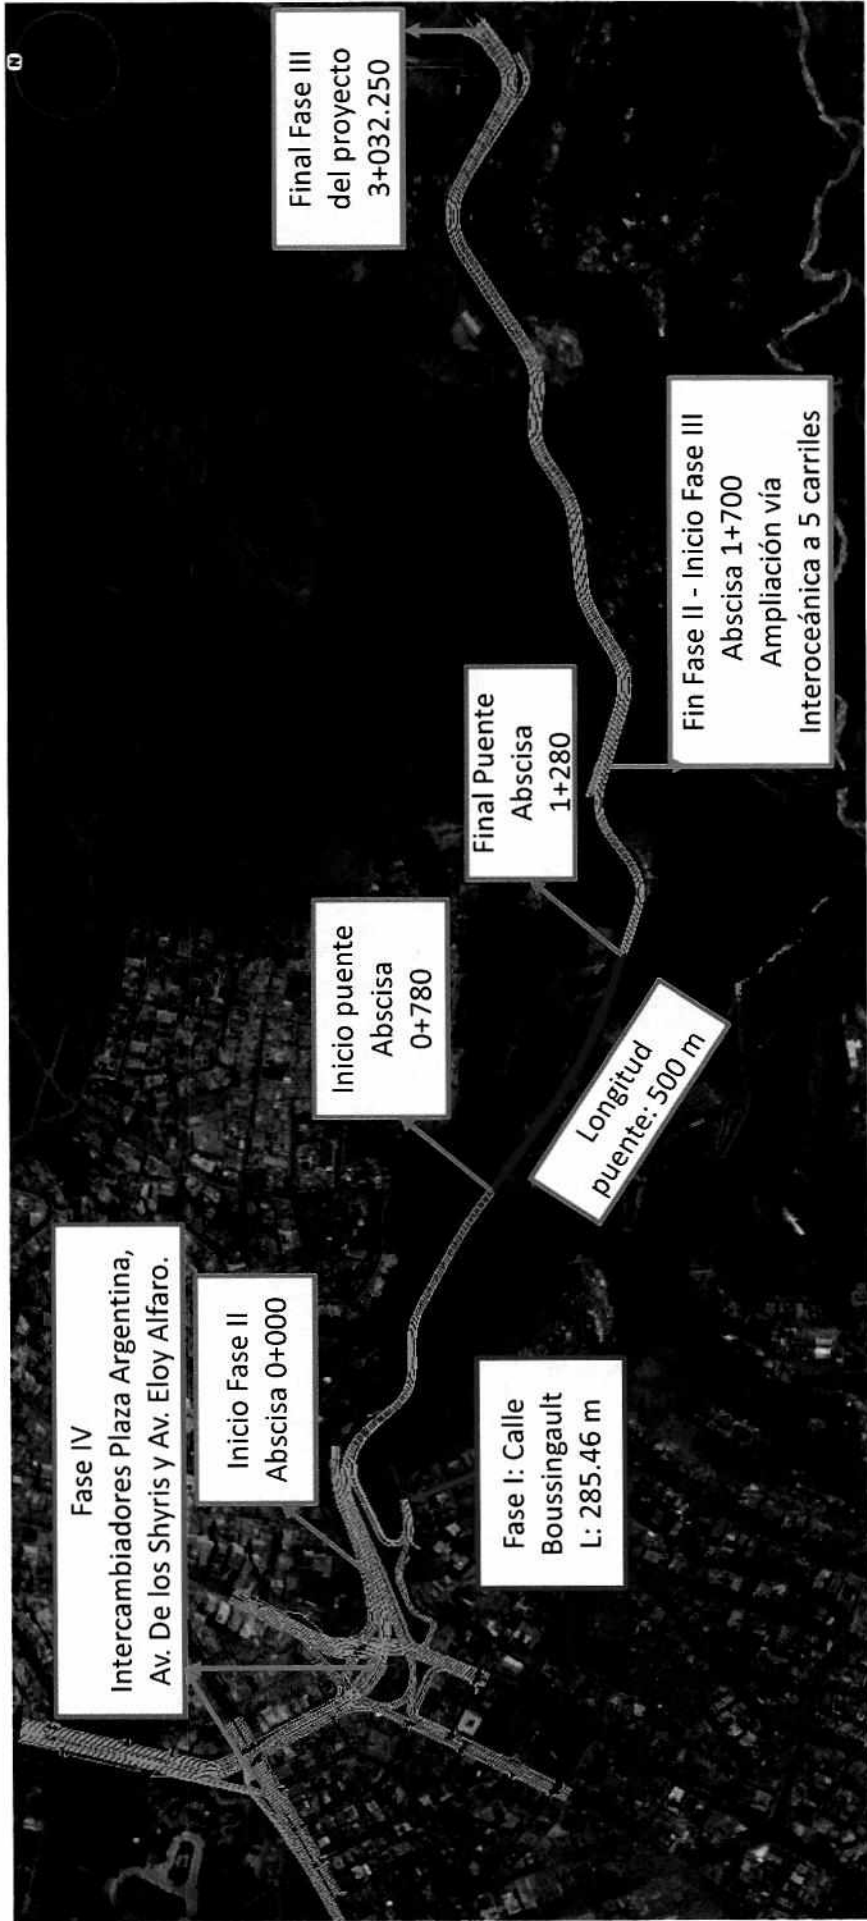 N
Fase IV
Intercambiadores Plaza Argentina,
Av. De los Shyris y Av. Eloy Alfaro.
Inicio Fase II
Abscisa 0+000
Fase I: Calle
Boussingault
L: 285.46 m
Inicio puente
Abscisa
0+780
Longitud
puente: 500 m
Final Puente
Abscisa
1+280
Fin Fase II - Inicio Fase III
Abscisa 1+700
Ampliación vía
Interoceánica a 5 carriles
Final Fase III
del proyecto
3+032.250